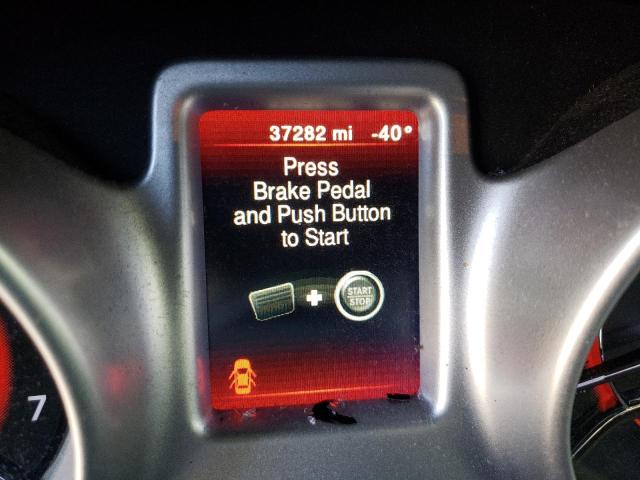 37282 mi -40°
Press
Brake Pedal
and Push Button
to Start
START
STOP
7